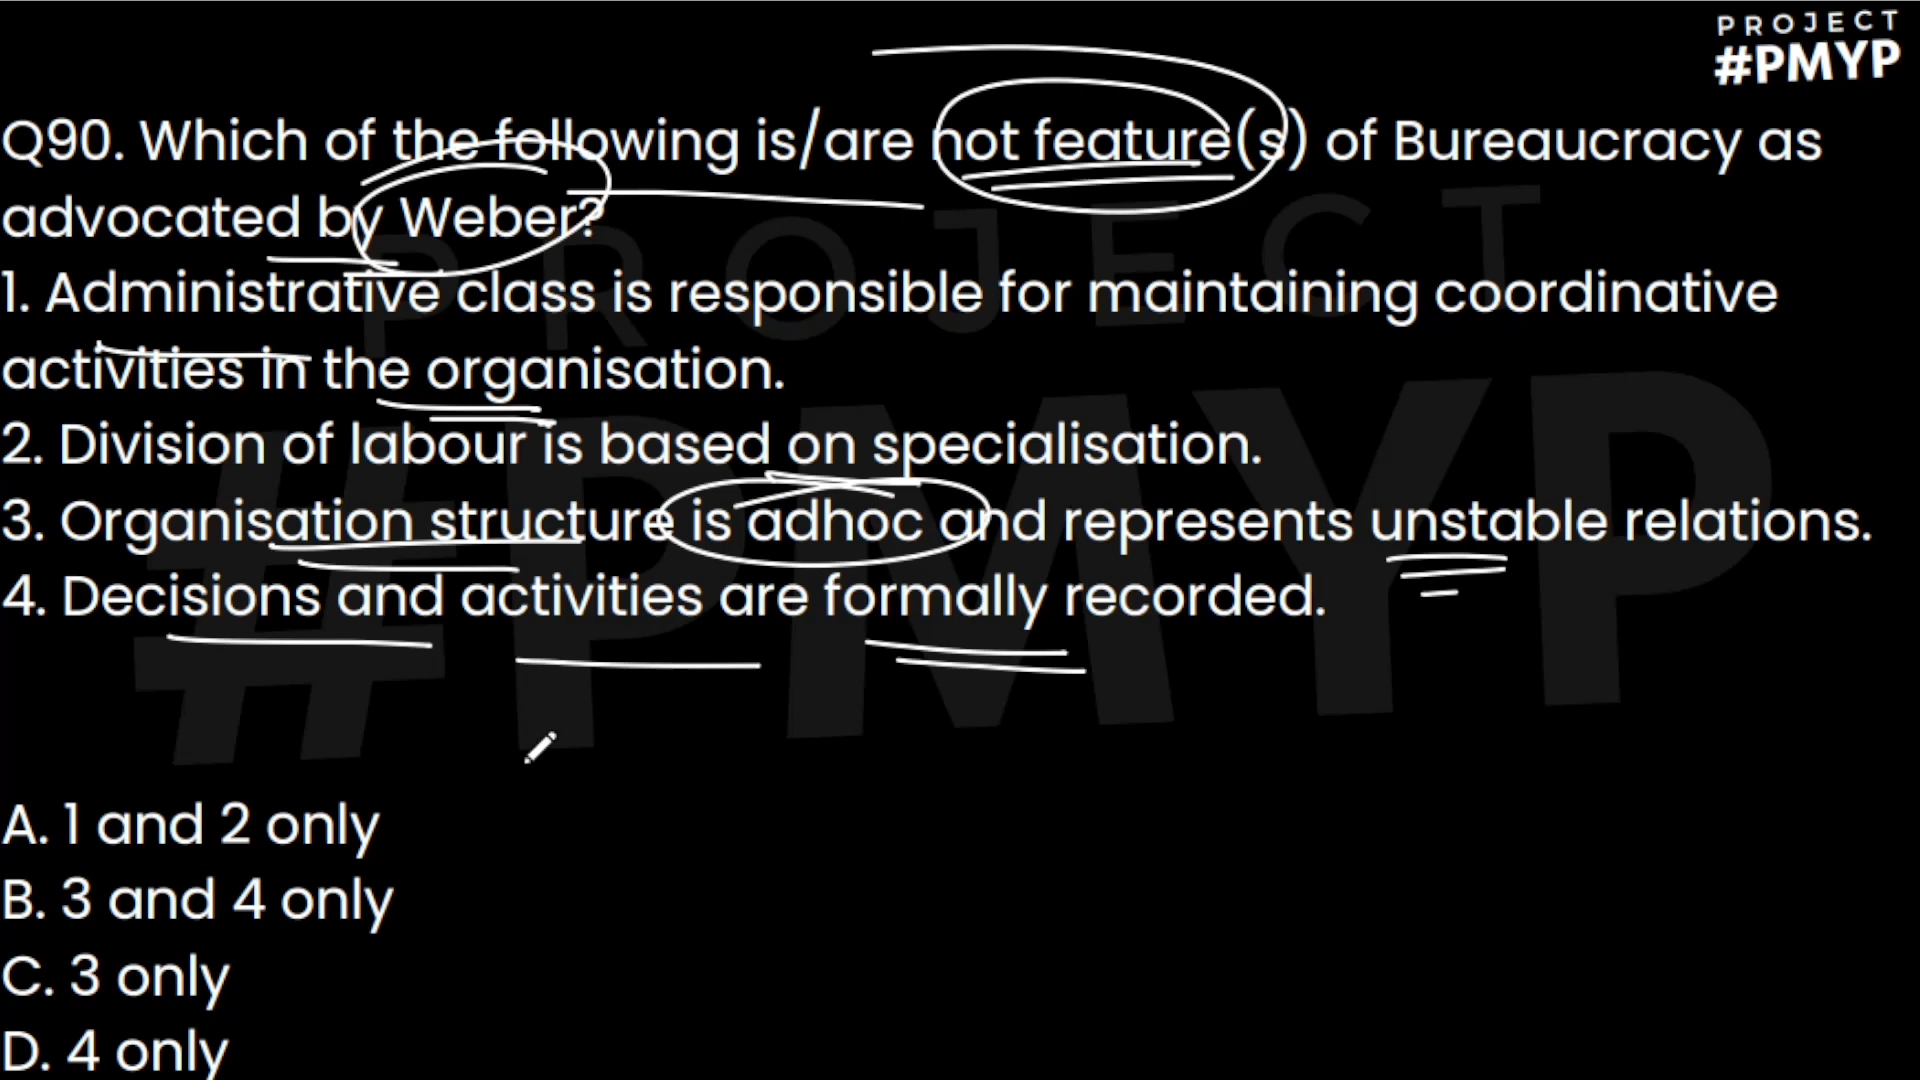 PROJECT
#PMYP
Q90. Which of the following is/are not feature(s) of Bureaucracy as
advocated by Weber?
1. Administrative class is responsible for maintaining coordinative
activities in the organisation.
2. Division of labour is based on specialisation.
3. Organisation structure is adhoc and represents unstable relations.
4. Decisions and activities are formally recorded.
PROJECT
#PMYP
A. 1 and 2 only
B. 3 and 4 only
C. 3 only
D. 4 only